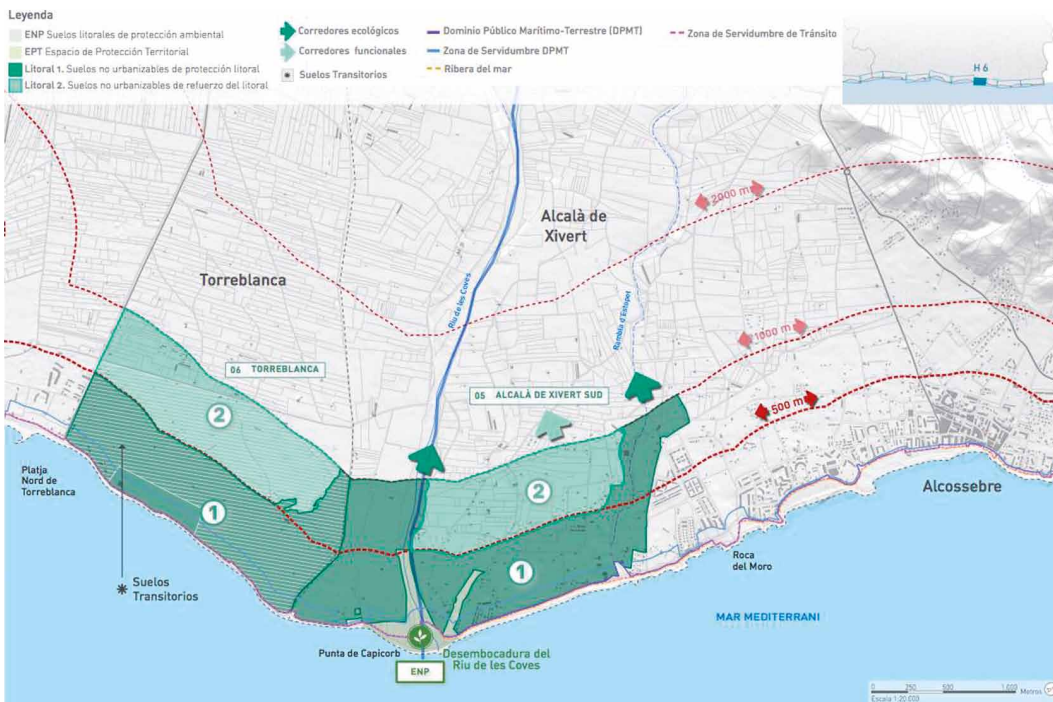 Leyenda
ENP Suelos litorales de protección ambiental
EPT Espacio de Protección Territorial
Litoral 1. Suelos no urbanizables de protección litoral
Litoral 2. Suelos no urbanizables de refuerzo del litoral
Corredores ecológicos
Corredores funcionales
Suelos Transitorios
Dominio Público Marítimo-Terrestre (DPMT)
Zona de Servidumbre DPMT
Ribera del mar
Zona de Servidumbre de Tránsito
H 6
2000 m
Alcalà de
Xivert
Torreblanca
Riu de les Coves
Rambla d'Estopet
1000 m
06 TORREBLANCA
05 ALCALÀ DE XIVERT SUD
500 m
2
2
Platja
Nord de
Torreblanca
1
1
Alcossebre
Roca
del Moro
Suelos
Transitorios
MAR MEDITERRANI
Punta de Capicorb
Desembocadura del
Riu de les Coves
ENP
0 250 500 1.000 Metros
Escala 1:20.000